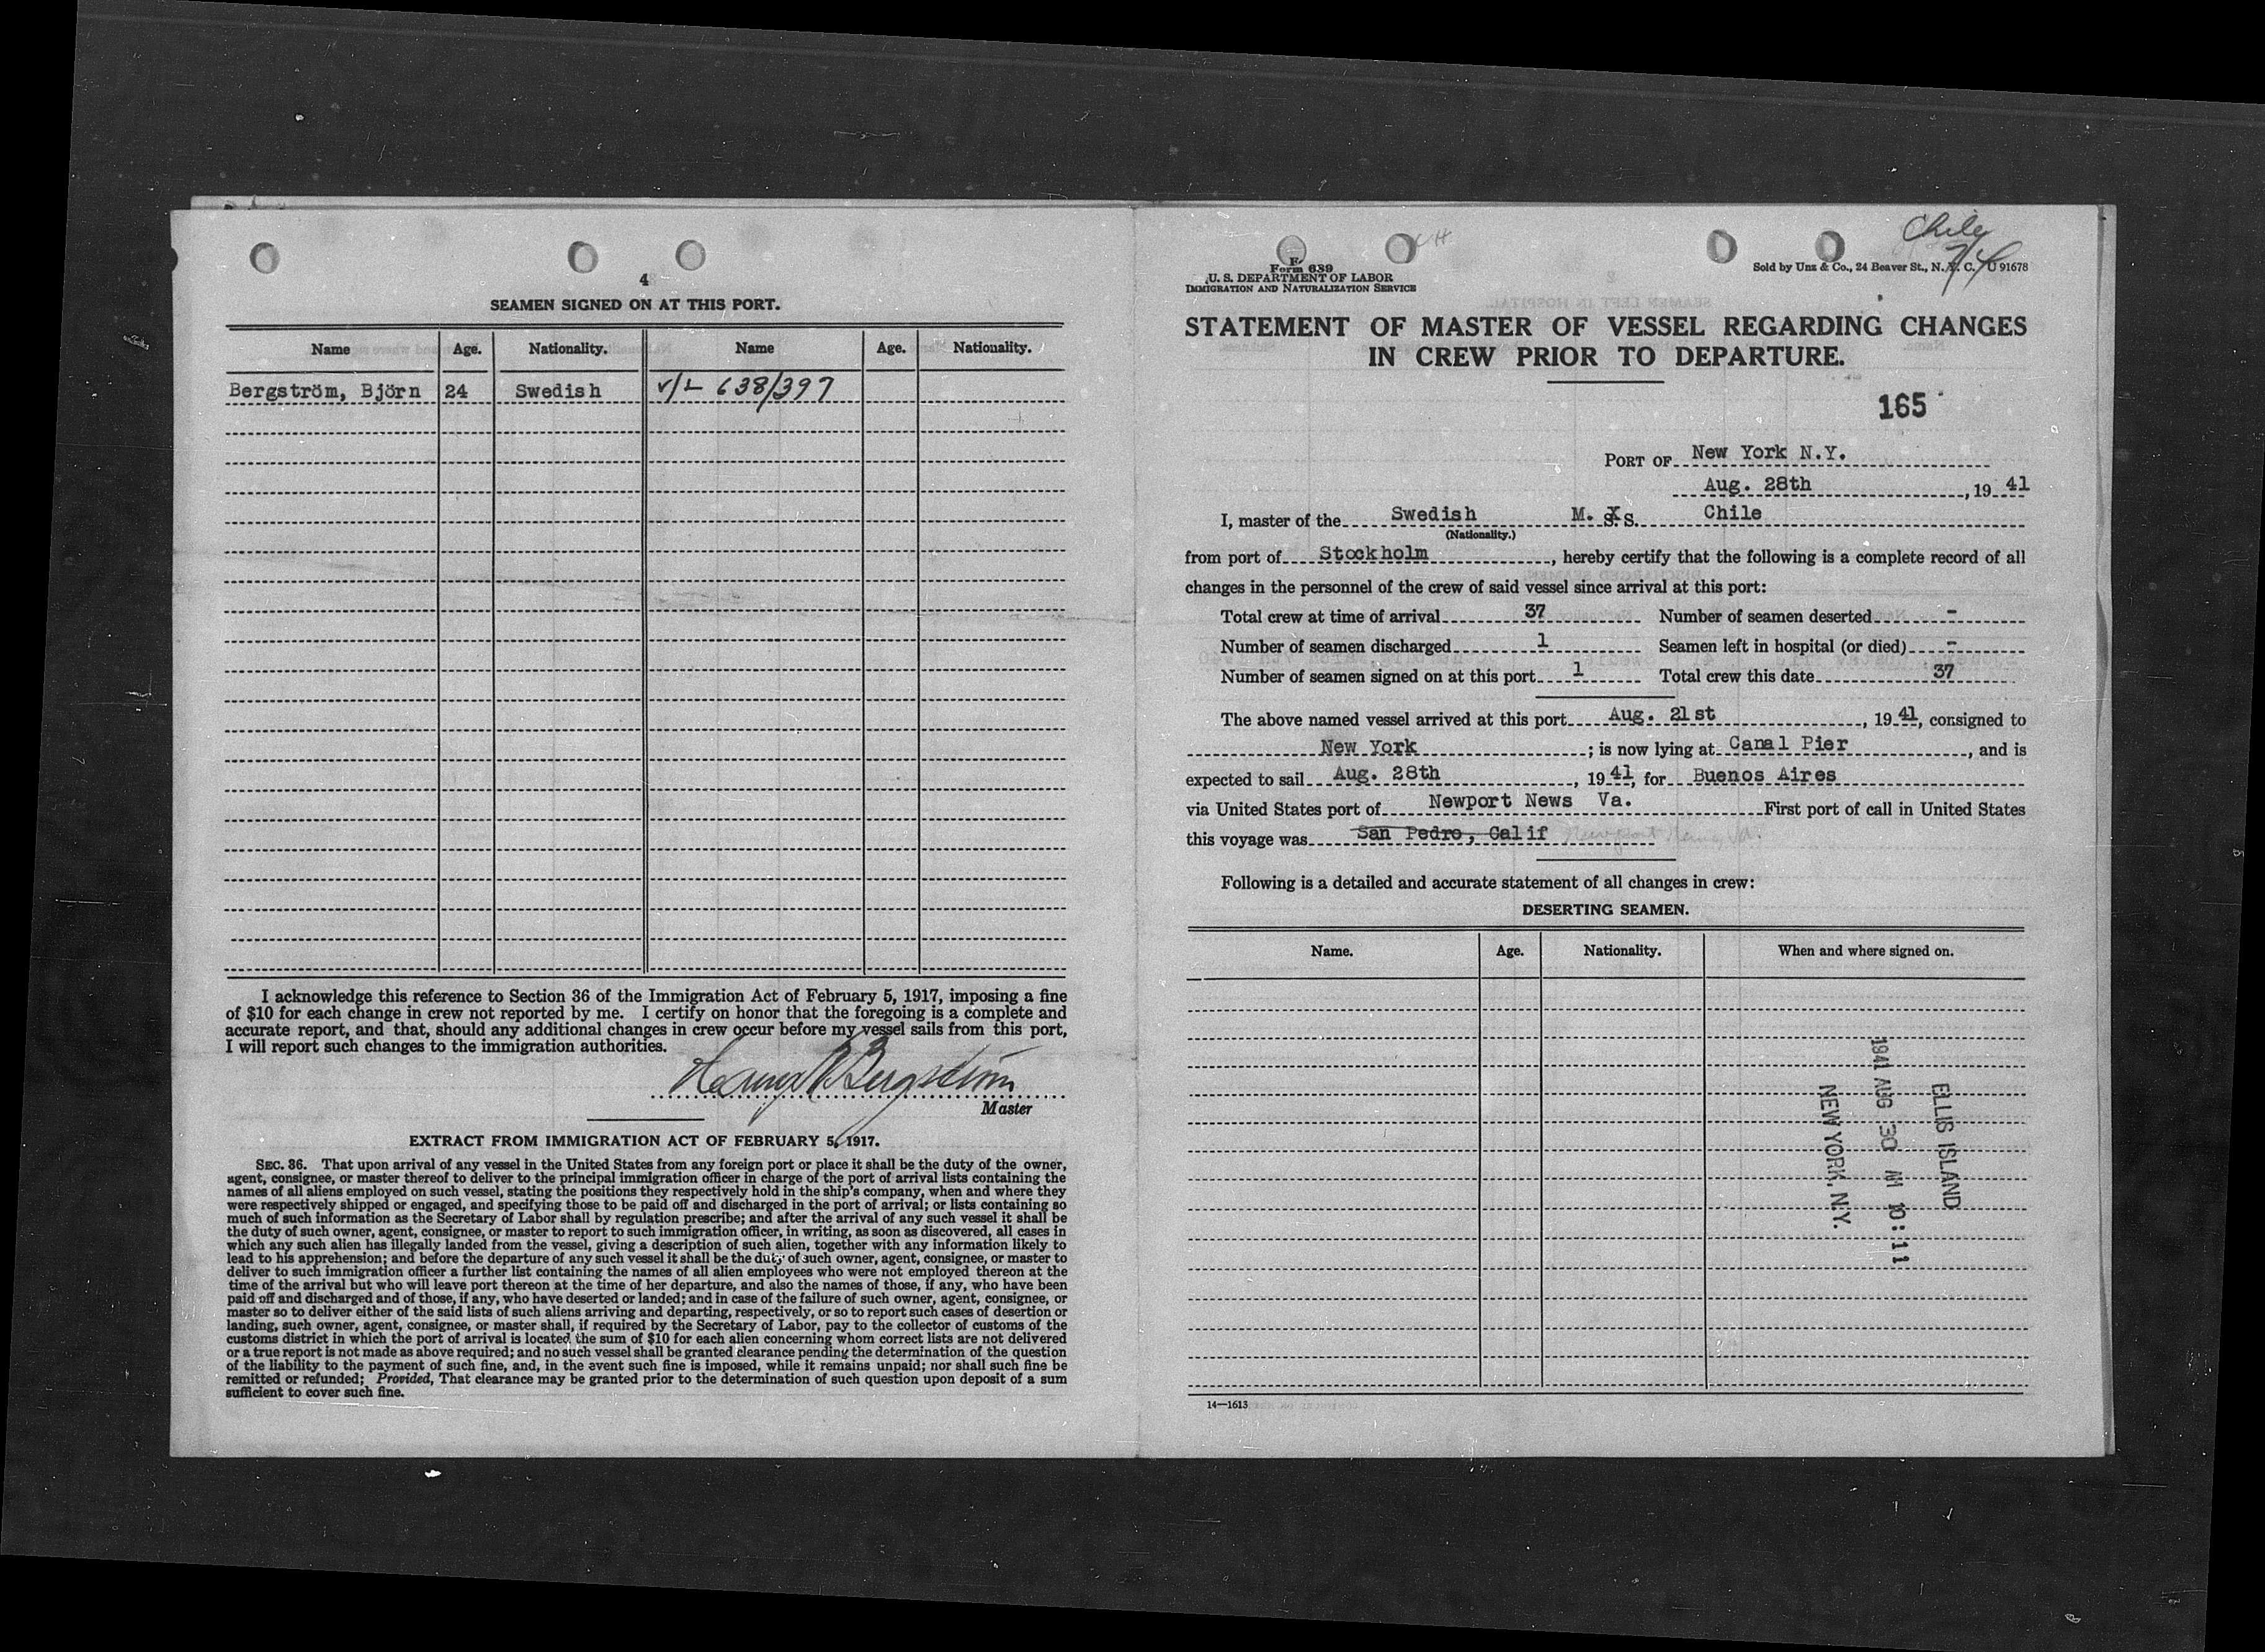 4
SEAMEN SIGNED ON AT THIS PORT.
Name Age. Nationality. Name Age. Nationality.
Bergström, Björn 24 Swedish v/L 638/397
I acknowledge this reference to Section 36 of the Immigration Act of February 5, 1917, imposing a fine
of $10 for each change in crew not reported by me. I certify on honor that the foregoing is a complete and
accurate report, and that, should any additional changes in crew occur before my vessel sails from this port,
I will report such changes to the immigration authorities.
Bergström
Master
EXTRACT FROM IMMIGRATION ACT OF FEBRUARY 5, 1917.
SEC. 36. That upon arrival of any vessel in the United States from any foreign port or place it shall be the duty of the owner,
agent, consignee, or master thereof to deliver to the principal immigration officer in charge of the port of arrival lists containing the
names of all aliens employed on such vessel, stating the positions they respectively hold in the ship's company, when and where they
were respectively shipped or engaged, and specifying those to be paid off and discharged in the port of arrival; or lists containing so
much of such information as the Secretary of Labor shall by regulation prescribe; and after the arrival of any such vessel it shall be
the duty of such owner, agent, consignee, or master to report to such immigration officer, in writing, as soon as discovered, all cases in
which any such alien has illegally landed from the vessel, giving a description of such alien, together with any information likely to
lead to his apprehension; and before the departure of any such vessel it shall be the duty of such owner, agent, consignee, or master to
deliver to such immigration officer a further list containing the names of all alien employees who were not employed thereon at the
time of the arrival but who will leave port thereon at the time of her departure, and also the names of those, if any, who have been
paid off and discharged and of those, if any, who have deserted or landed; and in case of the failure of such owner, agent, consignee, or
master so to deliver either of the said lists of such aliens arriving and departing, respectively, or so to report such cases of desertion or
landing, such owner, agent, consignee, or master shall, if required by the Secretary of Labor, pay to the collector of customs of the
customs district in which the port of arrival is located the sum of $10 for each alien concerning whom correct lists are not delivered
or a true report is not made as above required; and no such vessel shall be granted clearance pending the determination of the question
of the liability to the payment of such fine, and, in the event such fine is imposed, while it remains unpaid; nor shall such fine be
remitted or refunded; Provided, That clearance may be granted prior to the determination of such question upon deposit of a sum
sufficient to cover such fine.
Chile
Form 639
U. S. DEPARTMENT OF LABOR
IMMIGRATION AND NATURALIZATION SERVICE
Sold by Unz & Co., 24 Beaver St., N. Y. C. U 91678
STATEMENT OF MASTER OF VESSEL REGARDING CHANGES
IN CREW PRIOR TO DEPARTURE.
165
PORT OF New York N.Y.
Aug. 28th, 19 41
I, master of the Swedish M. S. S. Chile
(Nationality.)
from port of Stockholm, hereby certify that the following is a complete record of all
changes in the personnel of the crew of said vessel since arrival at this port:
Total crew at time of arrival 37 Number of seamen deserted -
Number of seamen discharged 1 Seamen left in hospital (or died) -
Number of seamen signed on at this port 1 Total crew this date 37
The above named vessel arrived at this port Aug. 21st, 19 41, consigned to
New York; is now lying at Canal Pier, and is
expected to sail Aug. 28th, 19 41, for Buenos Aires
via United States port of Newport News Va. First port of call in United States
this voyage was San Pedro, Calif Newport News, Va.
Following is a detailed and accurate statement of all changes in crew:
DESERTING SEAMEN.
Name. Age. Nationality. When and where signed on.
ELLIS ISLAND
1941 AUG 30 AM 10:11
NEW YORK, N.Y.
14—1613